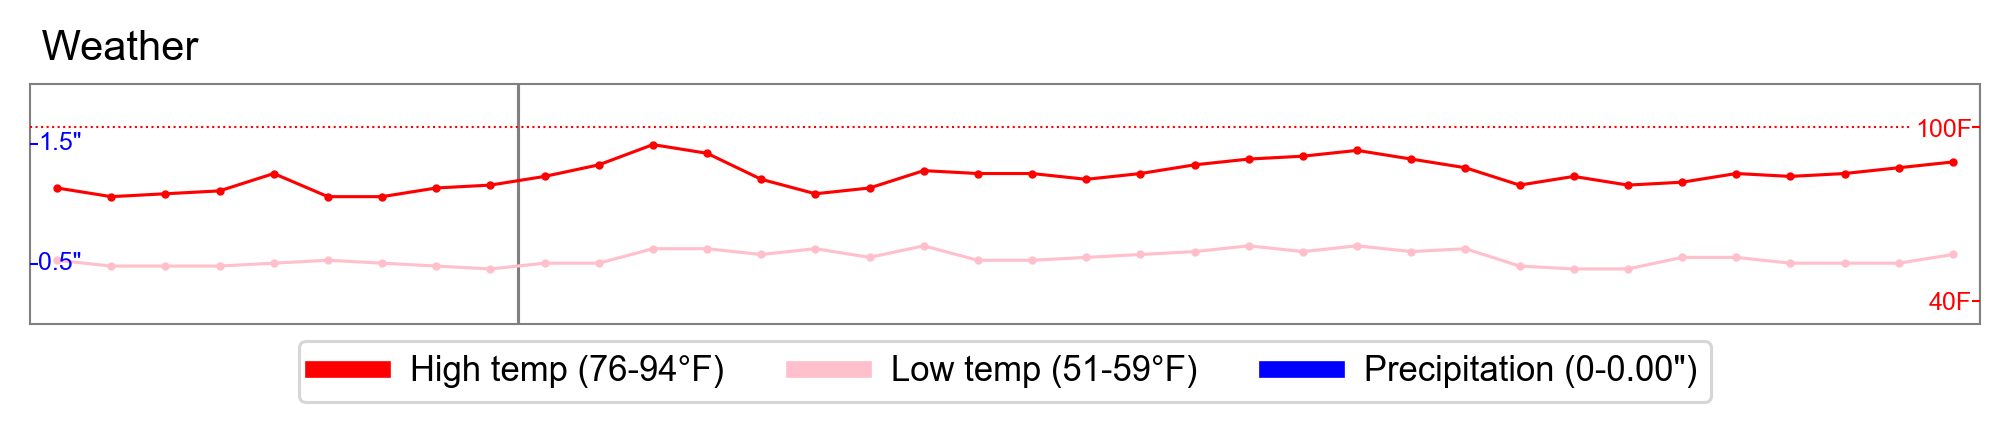 Weather
1.5"
100F
0.5"
40F
High temp (76-94°F) Low temp (51-59°F) Precipitation (0-0.00")